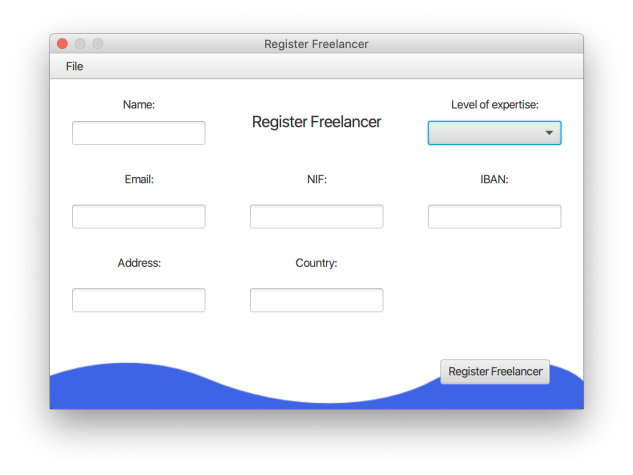 Register Freelancer
File
Name:
Register Freelancer
Level of expertise:
Email:
NIF:
IBAN:
Address:
Country:
Register Freelancer